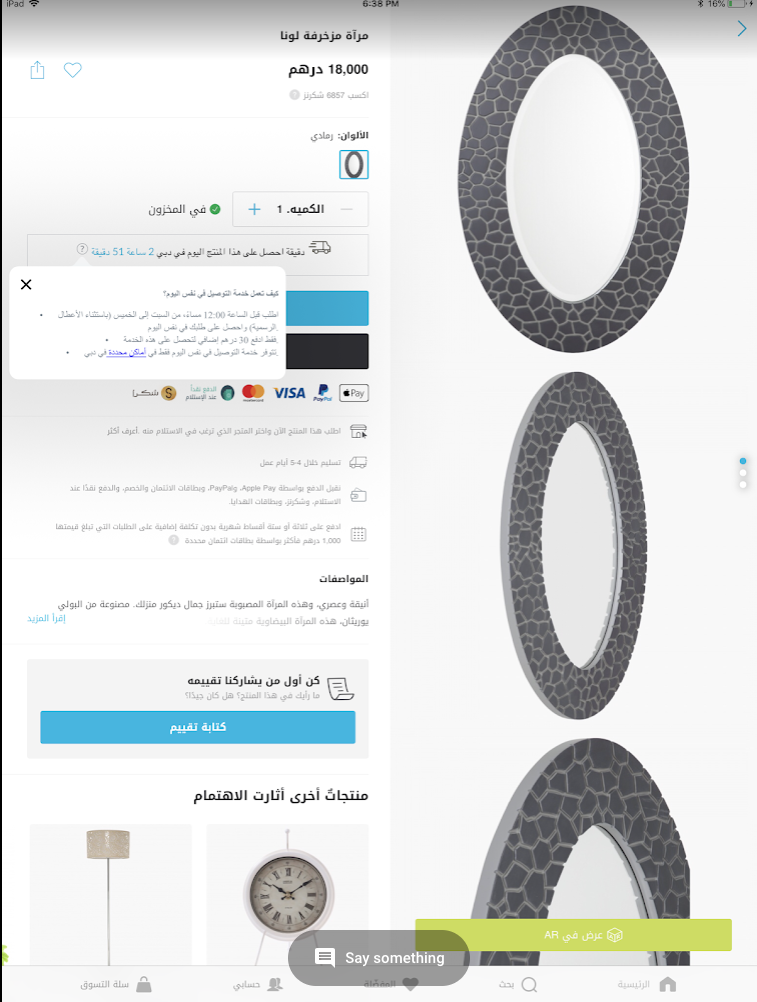 iPad
6:38 PM
16%
مرآة مزخرفة لونا
18,000 درهم
اكسب 6857 شكرنز
الألوان: رمادي
الكميه. 1
في المخزون
دقيقة احصل على هذا المنتج اليوم في دبي 2 ساعة 51 دقيقة
كيف تعمل خدمة التوصيل في نفس اليوم؟
اطلب قبل الساعة 12:00 مساءً، من السبت إلى الخميس (باستثناء الأعطال
الرسمية) واحصل على طلبك في نفس اليوم.
فقط ادفع 30 درهم إضافي لتحصل على هذه الخدمة.
تتوفر خدمة التوصيل في نفس اليوم فقط في أماكن محددة في دبي.
Pay
PayPal
VISA
mastercard
الدفع نقداً
عند الإستلام
اطلب هذا المنتج الآن واختر المتجر الذي ترغب في الاستلام منه .أعرف أكثر
تسليم خلال 4-5 أيام عمل
نقبل الدفع بواسطة Apple Pay، وPayPal، وبطاقات الائتمان والخصم، والدفع نقدًا عند
الاستلام، وشكرنز، وبطاقات الهدايا.
ادفع على ثلاثة أو ستة أقساط شهرية بدون تكلفة إضافية على الطلبات التي تبلغ قيمتها
1,000 درهم فأكثر بواسطة بطاقات ائتمان محددة
المواصفات
أنيقة وعصري، وهذه المرآة المصبوبة ستبرز جمال ديكور منزلك. مصنوعة من البولي
يوريثان، هذه المرآة البيضاوية متينة
إقرأ المزيد
كن أول من يشاركنا تقييمه
ما رأيك في هذا المنتج؟ هل كان جيدًا؟
كتابة تقييم
منتجاتٌ أخرى أثارت الاهتمام
عرض في AR
Say something
الرئيسية
بحث
المفضلة
حسابي
سلة التسوق